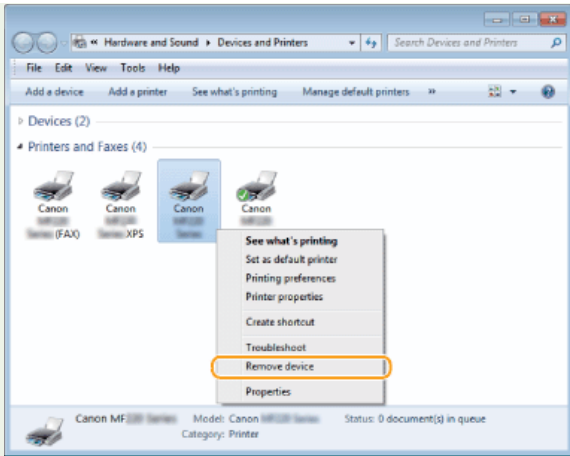 « Hardware and Sound ▸ Devices and Printers
Search Devices and Printers
File Edit View Tools Help
Add a device Add a printer See what's printing Manage default printers »
Devices (2)
Printers and Faxes (4)
Canon Canon Canon Canon
(FAX) XPS
See what's printing
Set as default printer
Printing preferences
Printer properties
Create shortcut
Troubleshoot
Remove device
Properties
Canon MF Model: Canon Status: 0 document(s) in queue
Category: Printer